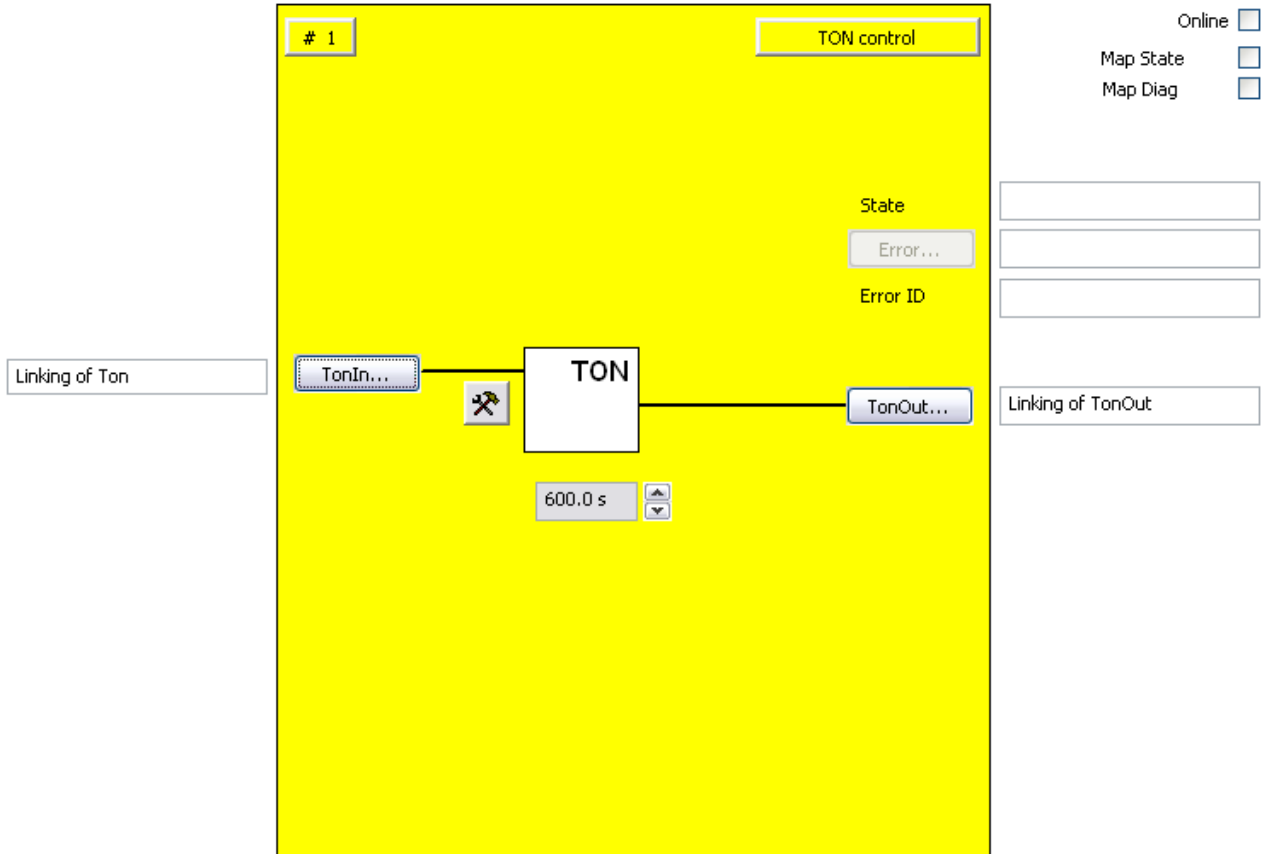 # 1
TON control
Online
Map State
Map Diag
State
Error...
Error ID
Linking of Ton
TonIn...
TON
TonOut...
Linking of TonOut
600.0 s